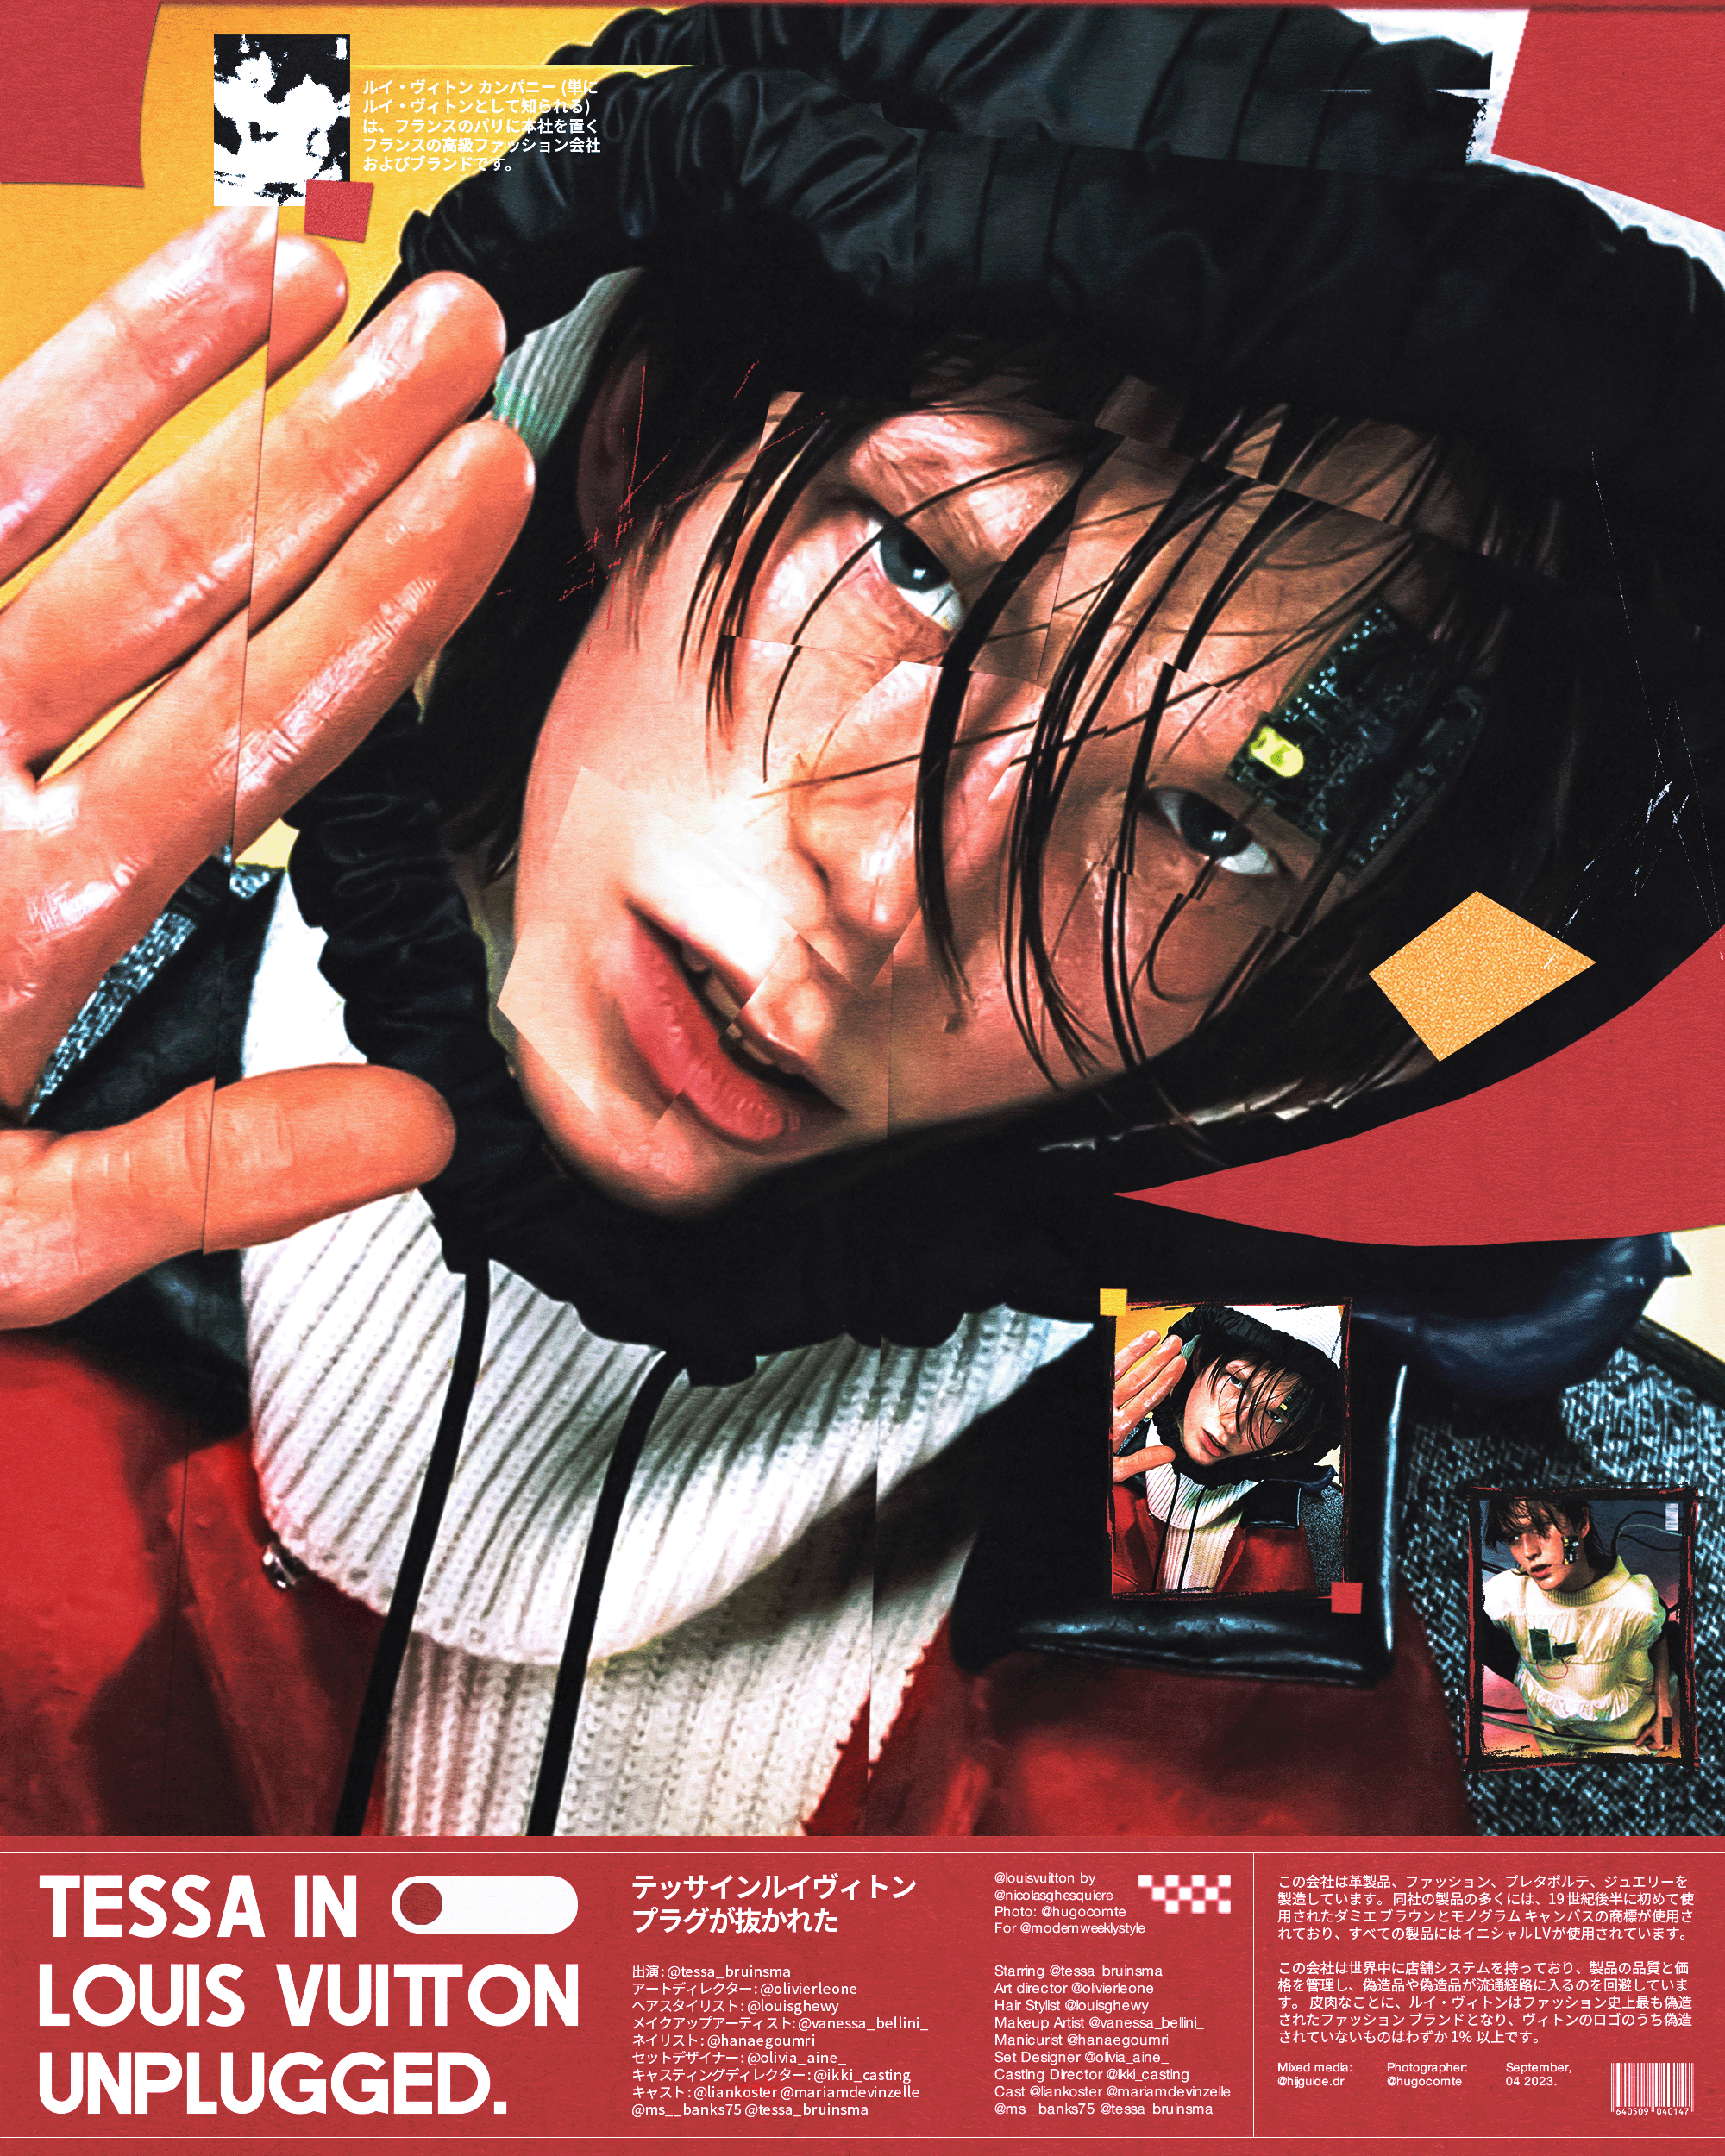 ルイ・ヴィトン カンパニー (単に
ルイ・ヴィトンとして知られる)
は、フランスのパリに本社を置く
フランスの高級ファッション会社
およびブランドです。
16
TESSA IN
LOUIS VUITTON
UNPLUGGED.
テッサインルイヴィトン
プラグが抜かれた
出演: @tessa_bruinsma
アートディレクター: @olivierleone
ヘアスタイリスト: @louisghewy
メイクアップアーティスト: @vanessa_bellini_
ネイリスト: @hanaegoumri
セットデザイナー: @olivia_aine_
キャスティングディレクター: @ikki_casting
キャスト: @liankoster @mariamdevinzelle
@ms__banks75 @tessa_bruinsma
@louisvuitton by
@nicolasghesquiere
Photo: @hugocomte
For @modernweeklystyle
Starring @tessa_bruinsma
Art director @olivierleone
Hair Stylist @louisghewy
Makeup Artist @vanessa_bellini_
Manicurist @hanaegoumri
Set Designer @olivia_aine_
Casting Director @ikki_casting
Cast @liankoster @mariamdevinzelle
@ms__banks75 @tessa_bruinsma
この会社は革製品、ファッション、プレタポルテ、ジュエリーを
製造しています。同社の製品の多くには、19 世紀後半に初めて使
用されたダミエ ブラウンとモノグラム キャンバスの商標が使用さ
れており、すべての製品にはイニシャル LV が使用されています。
この会社は世界中に店舗システムを持っており、製品の品質と価
格を管理し、偽造品や偽造品が流通経路に入るのを回避していま
す。 皮肉なことに、ルイ・ヴィトンはファッション史上最も偽造
されたファッション ブランドとなり、ヴィトンのロゴのうち偽造
されていないものはわずか 1% 以上です。
Mixed media:
@hijguide.dr
Photographer:
@hugocomte
September,
04 2023.
640509 040147